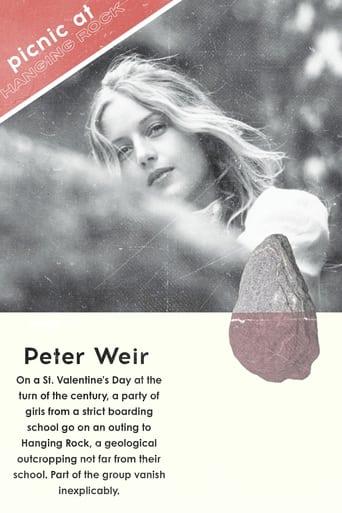 picnic at
HANGING ROCK
Peter Weir
On a St. Valentine's Day at the
turn of the century, a party of
girls from a strict boarding
school go on an outing to
Hanging Rock, a geological
outcropping not far from their
school. Part of the group vanish
inexplicably.